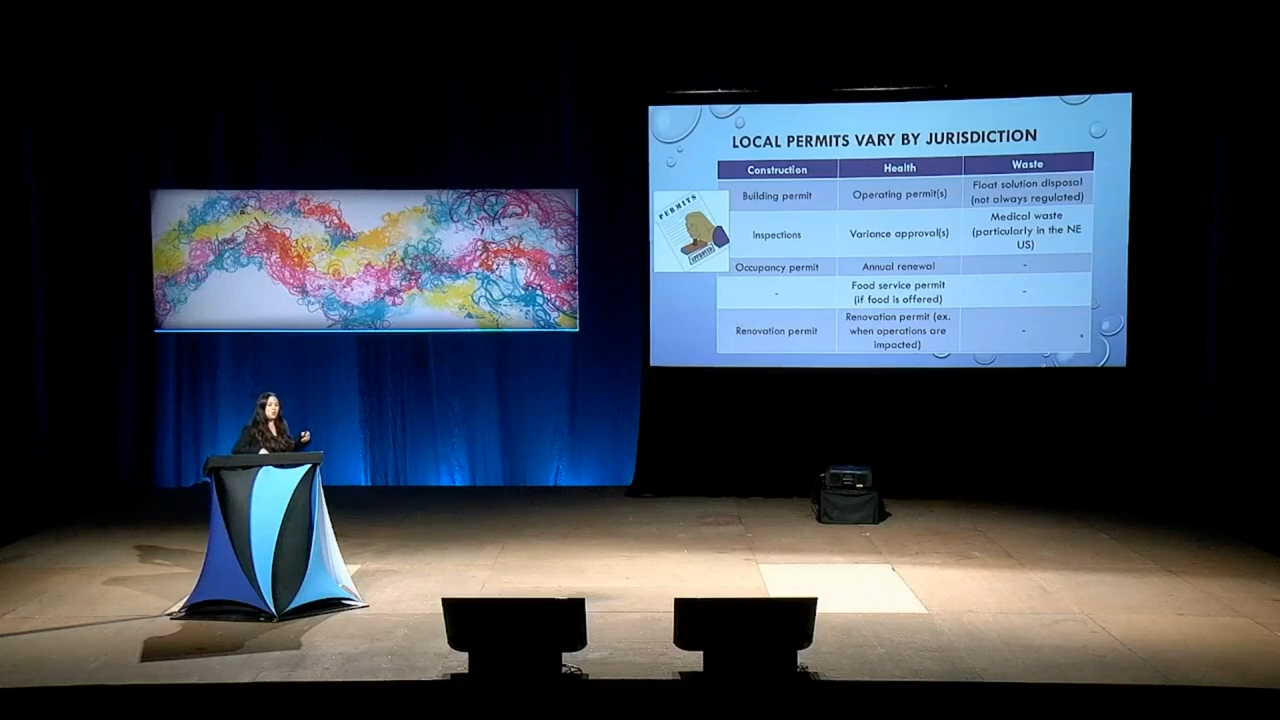 LOCAL PERMITS VARY BY JURISDICTION
Construction Health Waste
Building permit Operating permit(s) Float solution disposal
(not always regulated)
Inspections Variance approval(s) Medical waste
(particularly in the NE
US)
Occupancy permit Annual renewal -
- Food service permit
(if food is offered) -
Renovation permit Renovation permit (ex.
when operations are
impacted) -
PERMITS
APPROVED